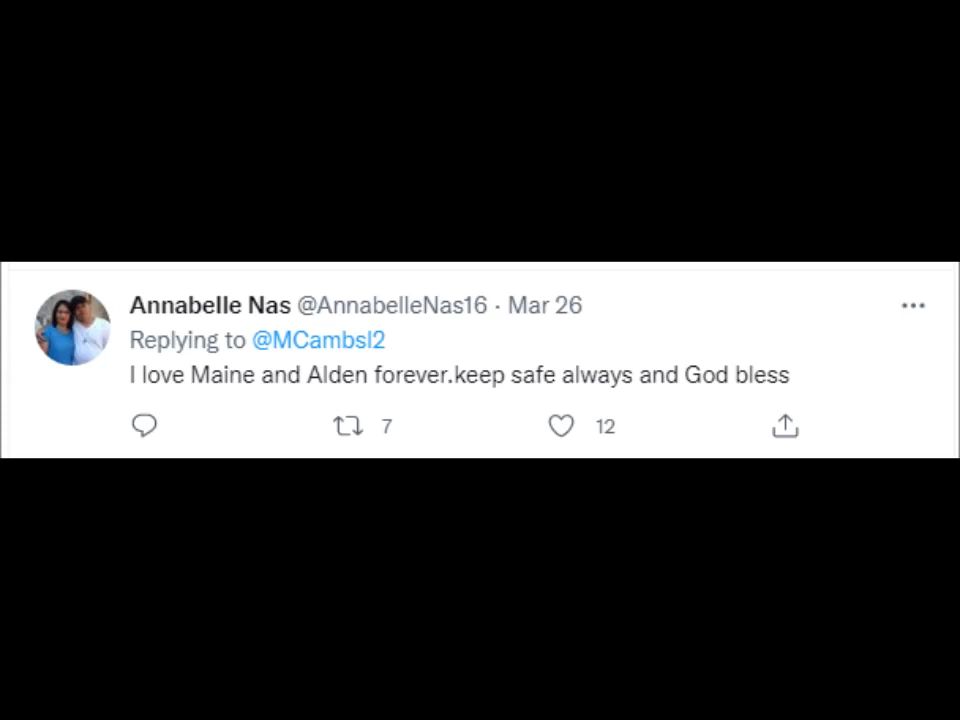 Annabelle Nas @AnnabelleNas16 · Mar 26
Replying to @MCambsl2
I love Maine and Alden forever.keep safe always and God bless
7 12